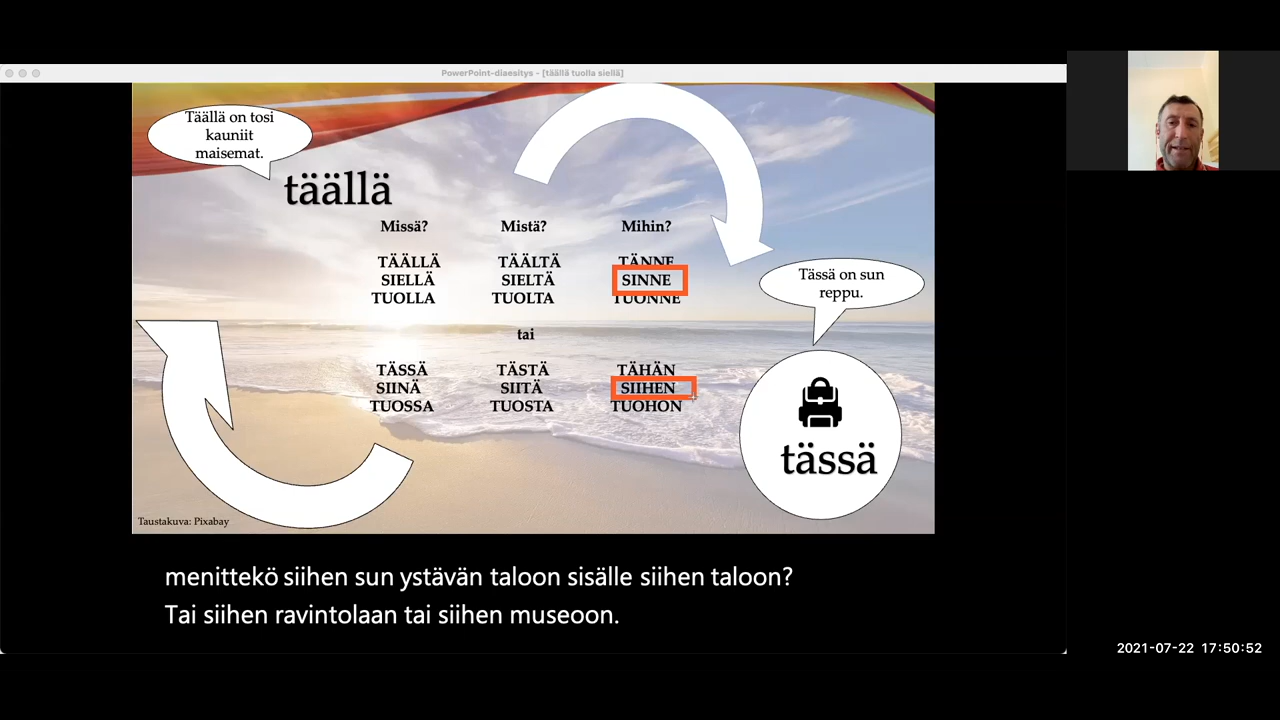 PowerPoint-diaesitys - [täällä tuolla siellä]
Täällä on tosi
kauniit
maisemat.
täällä
Missä? Mistä? Mihin?
TÄÄLLÄ TÄÄLTÄ TÄNNE
SIELLÄ SIELTÄ SINNE
TUOLLA TUOLTA TUONNE
tai
TÄSSÄ TÄSTÄ TÄHÄN
SIINÄ SIITÄ SIIHEN
TUOSSA TUOSTA TUOHON
Tässä on sun
reppu.
tässä
Taustakuva: Pixabay
menittekö siihen sun ystävän taloon sisälle siihen taloon?
Tai siihen ravintolaan tai siihen museoon.
2021-07-22 17:50:52